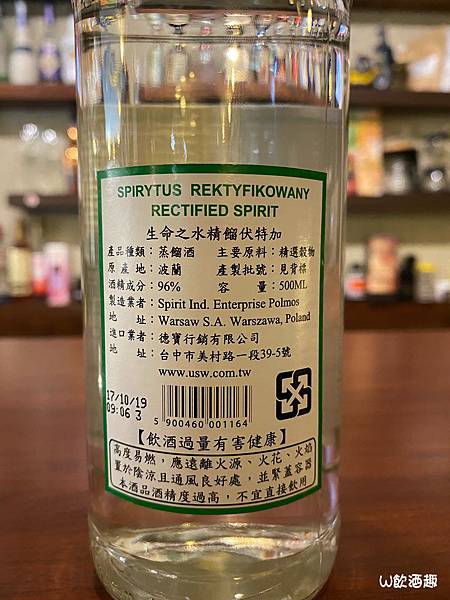 SPIRYTUS REKTYFIKOWANY
RECTIFIED SPIRIT
生命之水精餾伏特加
產品種類：蒸餾酒 主要原料：精選穀物
原產地：波蘭 產製批號：見背標
酒精成分：96% 容量：500ML
製造業者：Spirit Ind. Enterprise Polmos
地址：Warsaw S.A. Warszawa, Poland
進口業者：德寶行銷有限公司
地址：台中市美村路一段39-5號
www.usw.com.tw
17/10/19
09:06 3
5 900460 001164
【飲酒過量有害健康】
高度易燃，應遠離火源、火花、火焰
置於陰涼且通風良好處，並緊蓋容器
本酒品酒精度過高，不宜直接飲用
ω飲酒趣